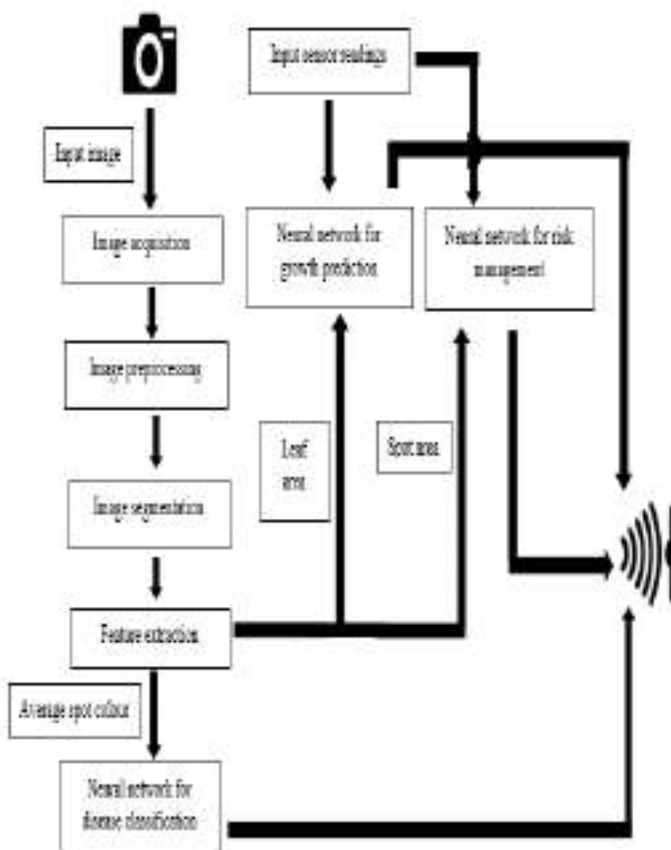 Input sensor readings
Input image
Image acquisition
Neural network for
growth prediction
Neural network for risk
management
Image preprocessing
Leaf
area
Spot area
Image segmentation
Feature extraction
Average spot colour
Neural network for
disease classification